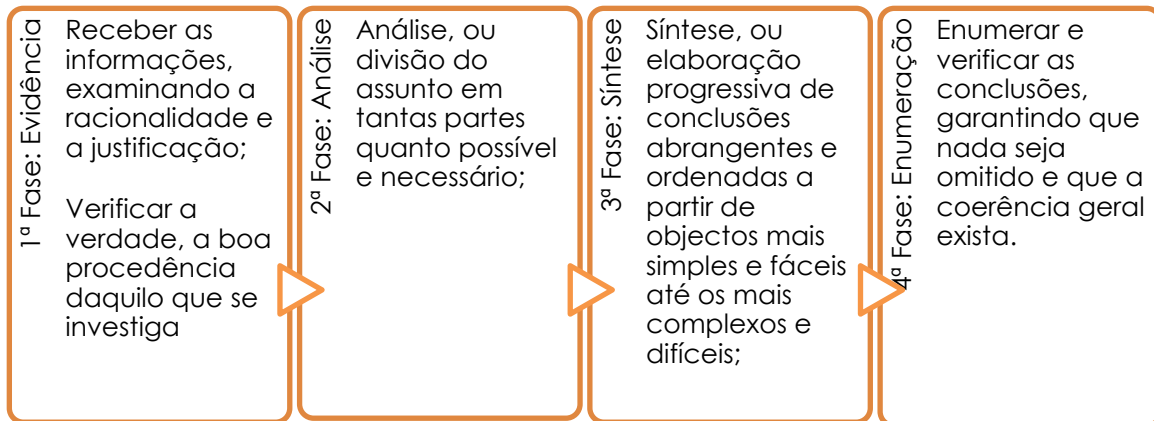 1ª Fase: Evidência
Receber as
informações,
examinando a
racionalidade e
a justificação;
Verificar a
verdade, a boa
procedência
daquilo que se
investiga
2ª Fase: Análise
Análise, ou
divisão do
assunto em
tantas partes
quanto possível
e necessário;
3ª Fase: Síntese
Síntese, ou
elaboração
progressiva de
conclusões
abrangentes e
ordenadas a
partir de
objectos mais
simples e fáceis
até os mais
complexos e
difíceis;
4ª Fase: Enumeração
Enumerar e
verificar as
conclusões,
garantindo que
nada seja
omitido e que a
coerência geral
exista.